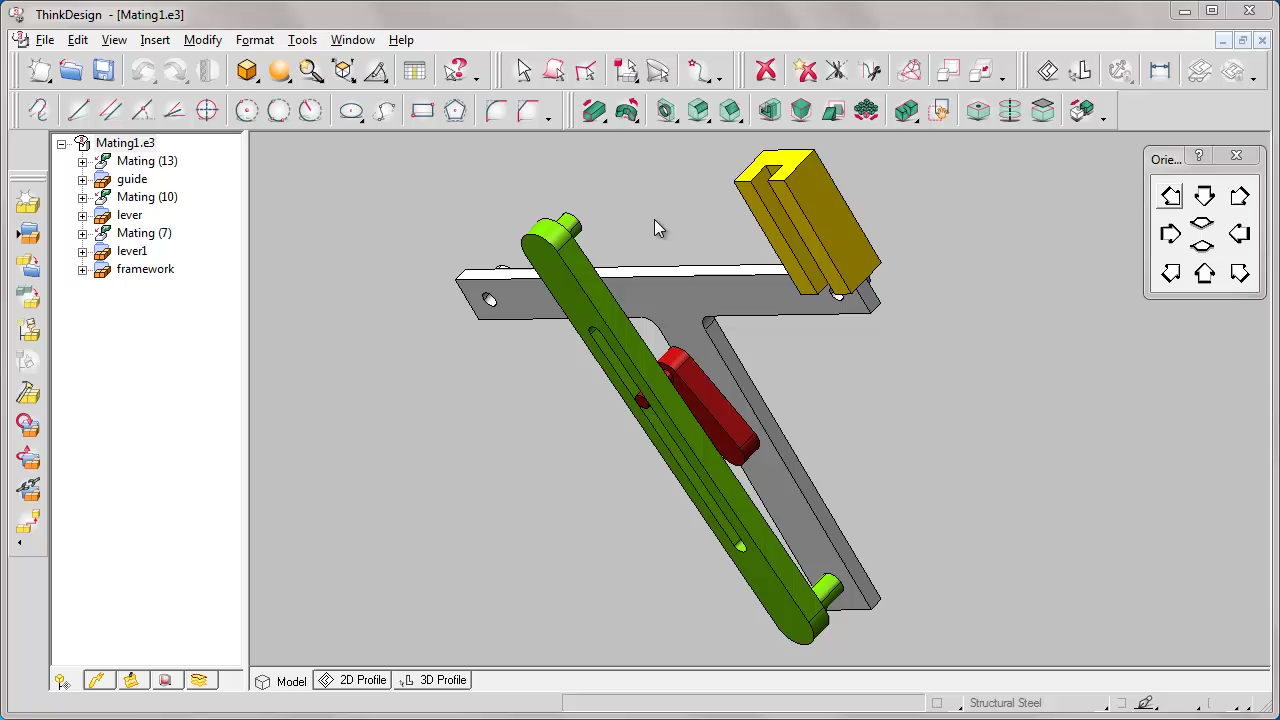 ThinkDesign - [Mating1.e3]
File Edit View Insert Modify Format Tools Window Help
Mating1.e3
Mating (13)
guide
Mating (10)
lever
Mating (7)
lever1
framework
Orie...
Model 2D Profile 3D Profile
Structural Steel